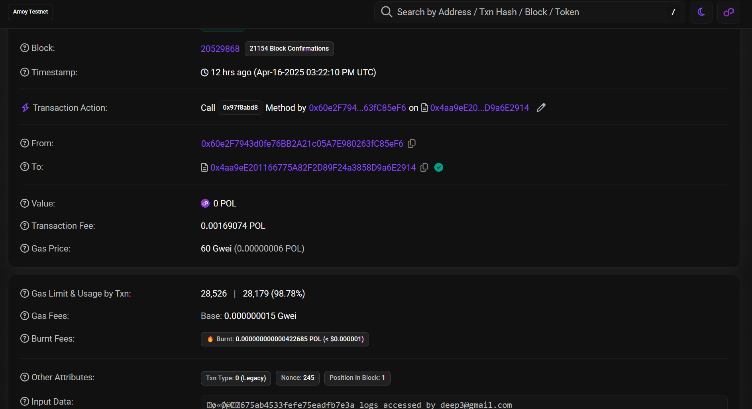 Amoy Testnet
Search by Address / Txn Hash / Block / Token /
Block: 20529868 21154 Block Confirmations
Timestamp: 12 hrs ago (Apr-16-2025 03:22:10 PM UTC)
Transaction Action: Call 0x97f8abd8 Method by 0x60e2F794...63fC85eF6 on 0x4aa9eE20...D9a6E2914
From: 0x60e2F7943d0fe76BB2A21c05A7E980263fC85eF6
To: 0x4aa9eE201166775A82F2D89F24a3858D9a6E2914
Value: 0 POL
Transaction Fee: 0.00169074 POL
Gas Price: 60 Gwei (0.00000006 POL)
Gas Limit & Usage by Txn: 28,526 | 28,179 (98.78%)
Gas Fees: Base: 0.000000015 Gwei
Burnt Fees: Burnt: 0.000000000000422685 POL (< $0.000001)
Other Attributes: Txn Type: 0 (Legacy) Nonce: 245 Position In Block: 1
Input Data: logs accessed by deep3@gmail.com